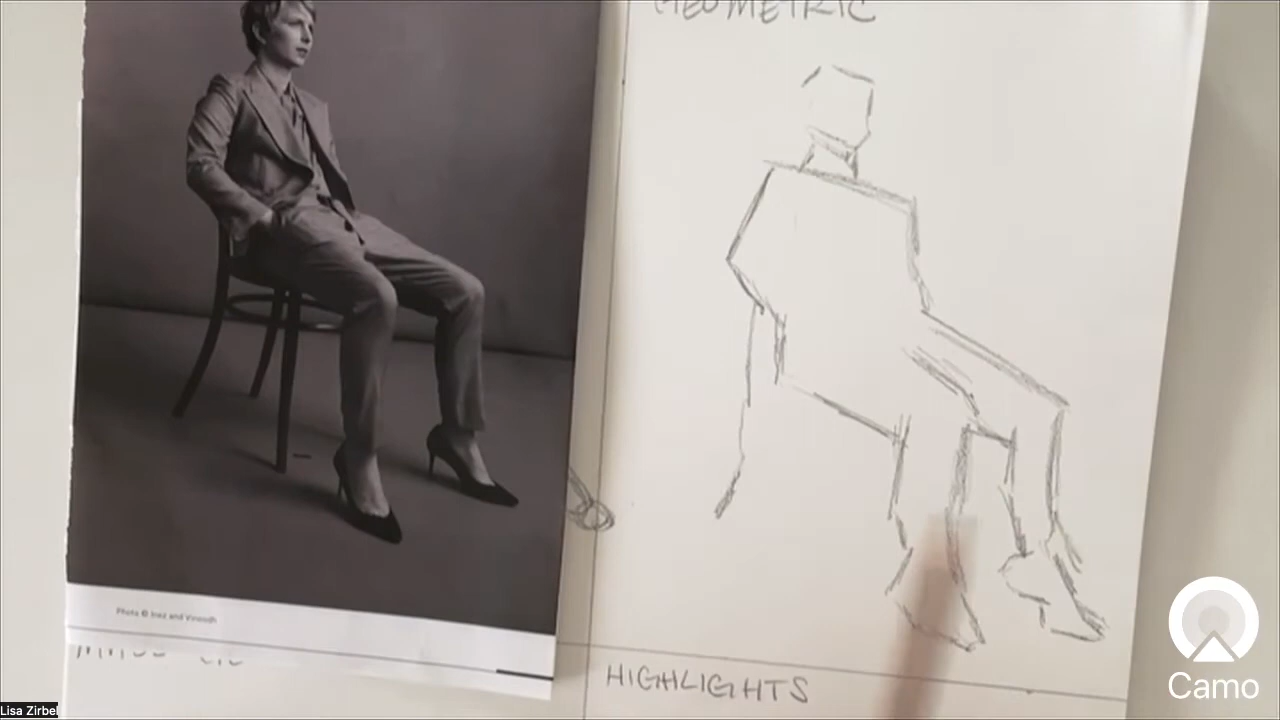 GEOMETRIC
Photo © Inez and Vinoodh
HIGHLIGHTS
Camo
Lisa Zirbel